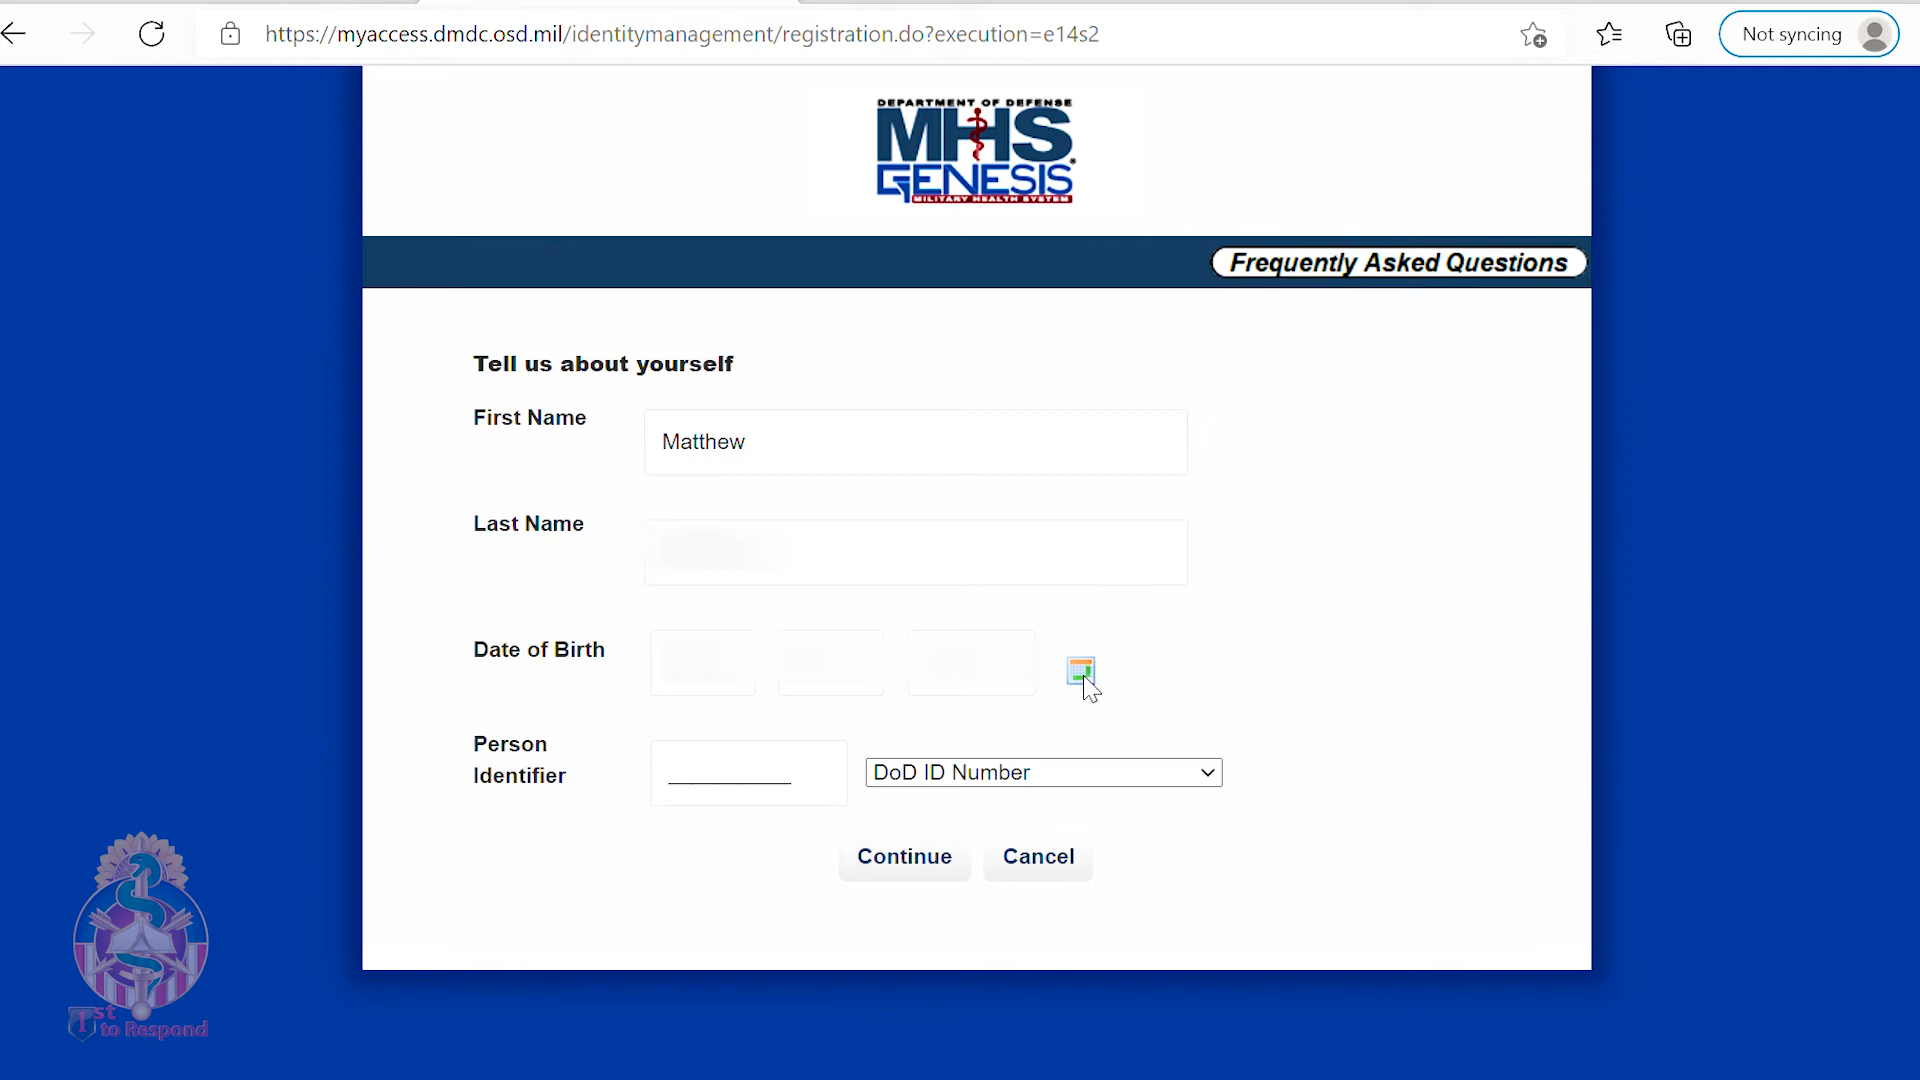 https://myaccess.dmdc.osd.mil/identitymanagement/registration.do?execution=e14s2
Not syncing
DEPARTMENT OF DEFENSE
MHS
GENESIS
MILITARY HEALTH SYSTEM
Frequently Asked Questions
Tell us about yourself
First Name
Matthew
Last Name
Date of Birth
Person
Identifier
DoD ID Number
Continue
Cancel
1st
to Respond